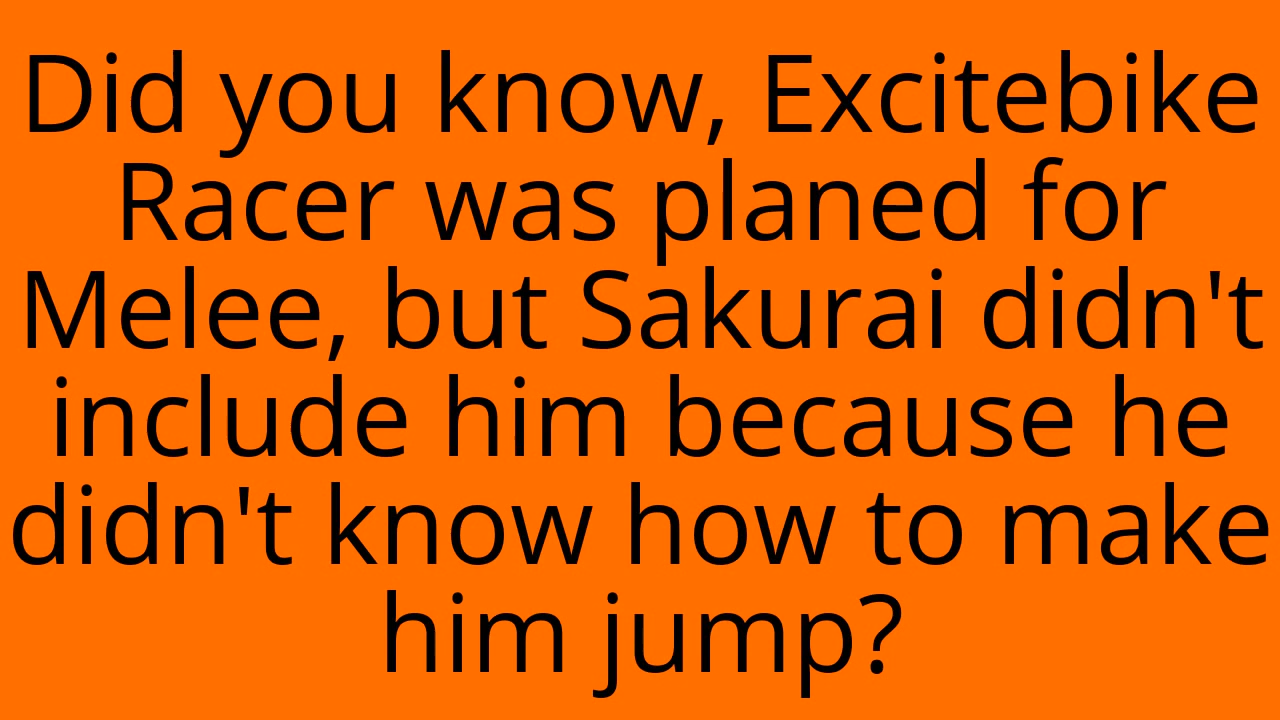 Did you know, Excitebike
Racer was planed for
Melee, but Sakurai didn't
include him because he
didn't know how to make
him jump?